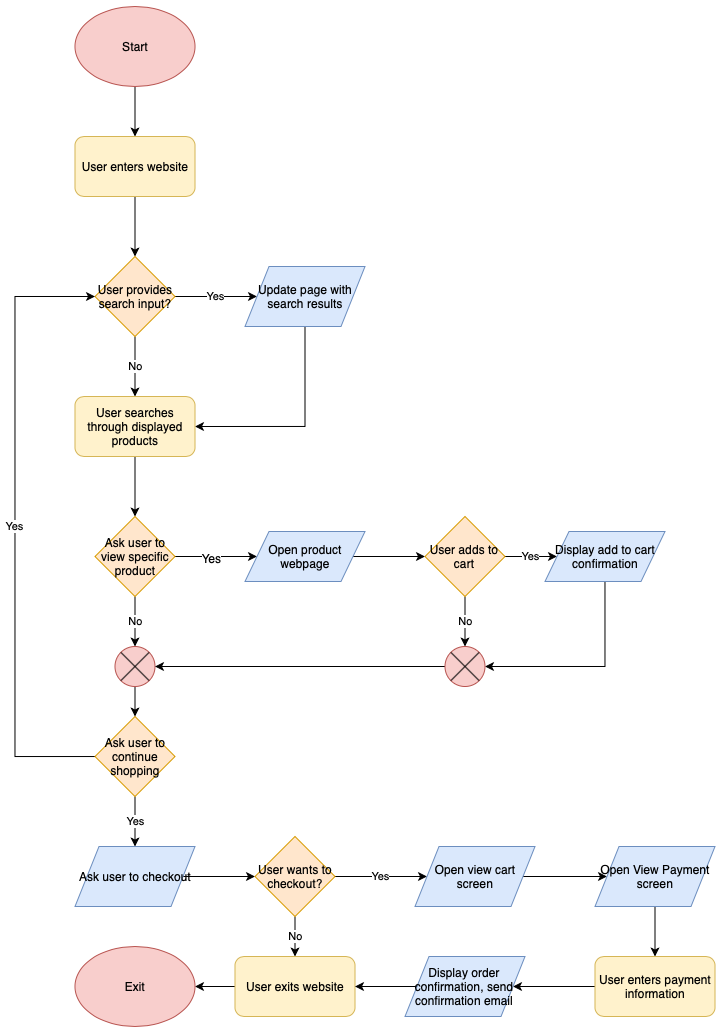 Start
User enters website
User provides
search input?
Yes
Update page with
search results
No
User searches
through displayed
products
Yes
Ask user to
view specific
product
Yes
Open product
webpage
User adds to
cart
Yes
Display add to cart
confirmation
No
No
Ask user to
continue
shopping
Yes
Ask user to checkout
User wants to
checkout?
Yes
Open view cart
screen
Open View Payment
screen
No
Exit
User exits website
Display order
confirmation, send
confirmation email
User enters payment
information